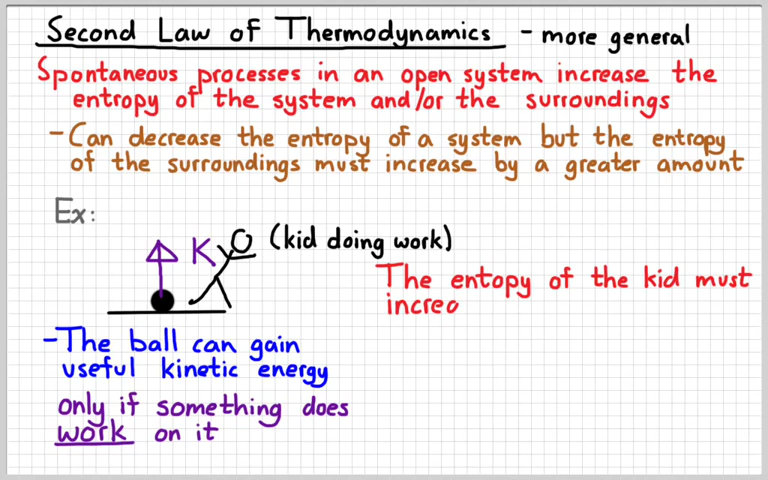 Second Law of Thermodynamics - more general
Spontaneous processes in an open system increase the
entropy of the system and/or the surroundings
- Can decrease the entropy of a system but the entropy
of the surroundings must increase by a greater amount
Ex:
K
(kid doing work)
The entopy of the kid must
increa
- The ball can gain
useful kinetic energy
only if something does
work on it